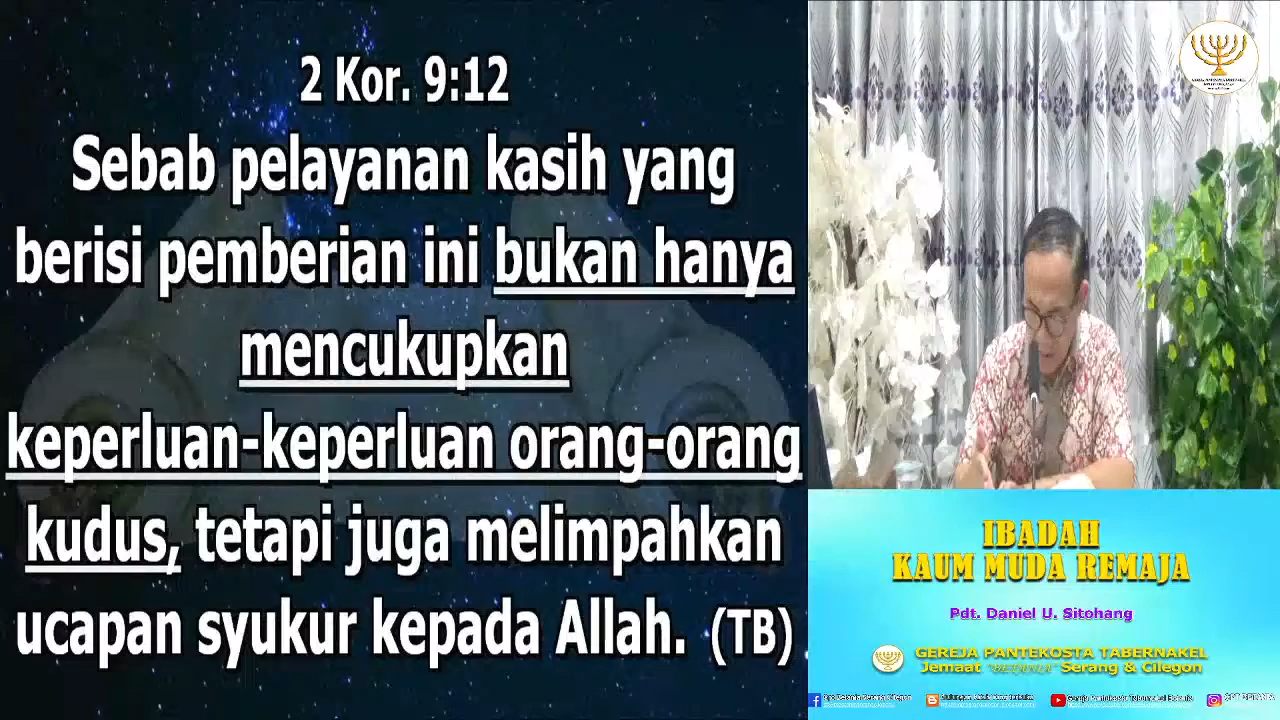 2 Kor. 9:12
Sebab pelayanan kasih yang
berisi pemberian ini bukan hanya
mencukupkan
keperluan-keperluan orang-orang
kudus, tetapi juga melimpahkan
ucapan syukur kepada Allah. (TB)
IBADAH
KAUM MUDA REMAJA
Pdt. Daniel U. Sitohang
GEREJA PANTEKOSTA TABERNAKEL
Jemaat "BETANIA" Serang & Cilegon